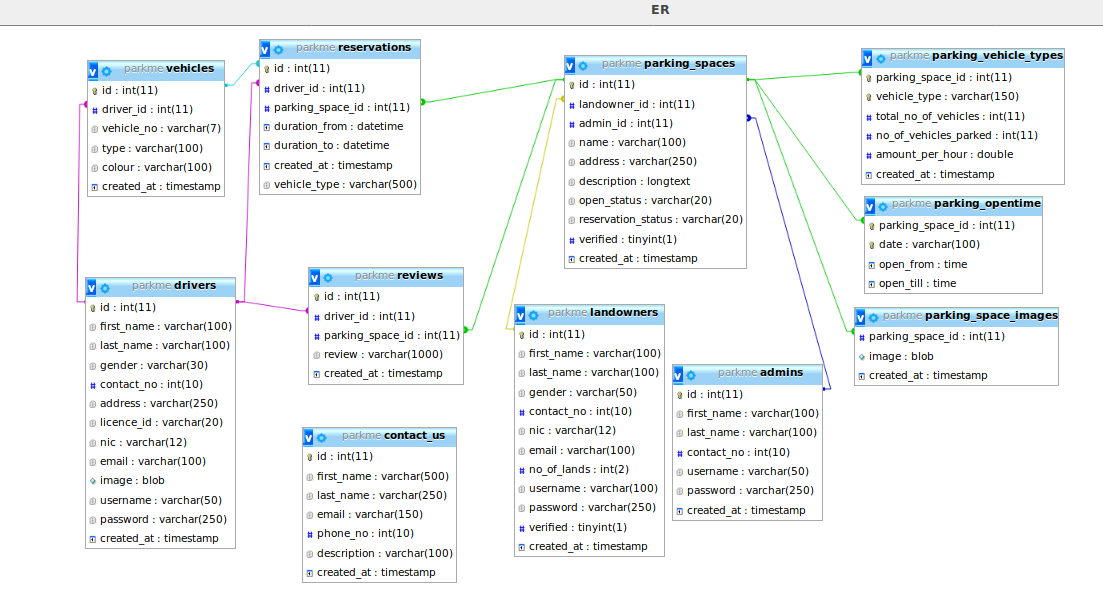 ER
parkme vehicles
id : int(11)
driver_id : int(11)
vehicle_no : varchar(7)
type : varchar(100)
colour : varchar(100)
created_at : timestamp
parkme reservations
id : int(11)
driver_id : int(11)
parking_space_id : int(11)
duration_from : datetime
duration_to : datetime
created_at : timestamp
vehicle_type : varchar(500)
parkme parking_spaces
id : int(11)
landowner_id : int(11)
admin_id : int(11)
name : varchar(100)
address : varchar(250)
description : longtext
open_status : varchar(20)
reservation_status : varchar(20)
verified : tinyint(1)
created_at : timestamp
parkme parking_vehicle_types
parking_space_id : int(11)
vehicle_type : varchar(150)
total_no_of_vehicles : int(11)
no_of_vehicles_parked : int(11)
amount_per_hour : double
created_at : timestamp
parkme parking_opentime
parking_space_id : int(11)
date : varchar(100)
open_from : time
open_till : time
parkme parking_space_images
parking_space_id : int(11)
image : blob
created_at : timestamp
parkme drivers
id : int(11)
first_name : varchar(100)
last_name : varchar(100)
gender : varchar(30)
contact_no : int(10)
address : varchar(250)
licence_id : varchar(20)
nic : varchar(12)
email : varchar(100)
image : blob
username : varchar(50)
password : varchar(250)
created_at : timestamp
parkme reviews
id : int(11)
driver_id : int(11)
parking_space_id : int(11)
review : varchar(1000)
created_at : timestamp
parkme contact_us
id : int(11)
first_name : varchar(500)
last_name : varchar(250)
email : varchar(150)
phone_no : int(10)
description : varchar(100)
created_at : timestamp
parkme landowners
id : int(11)
first_name : varchar(100)
last_name : varchar(100)
gender : varchar(50)
contact_no : int(10)
nic : varchar(12)
email : varchar(100)
no_of_lands : int(2)
username : varchar(100)
password : varchar(250)
verified : tinyint(1)
created_at : timestamp
parkme admins
id : int(11)
first_name : varchar(100)
last_name : varchar(100)
contact_no : int(10)
username : varchar(50)
password : varchar(250)
created_at : timestamp